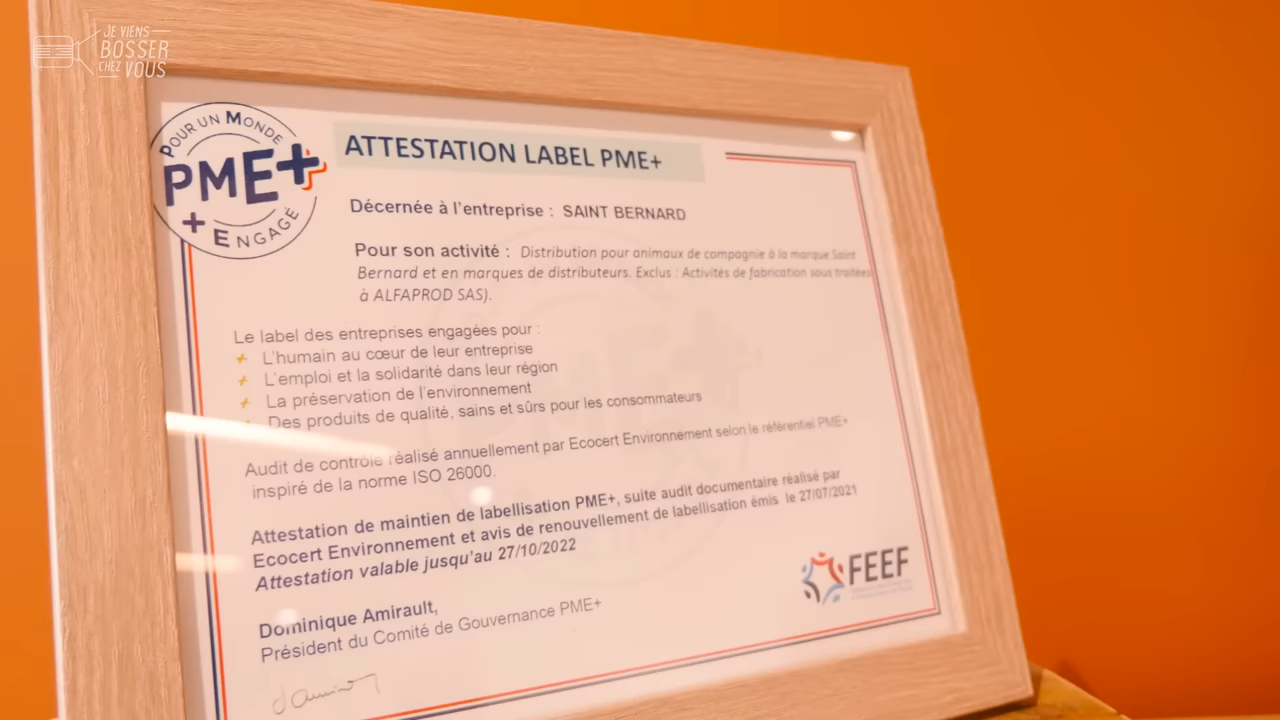 JE VIENS
BOSSER
CHEZ VOUS
POUR UN MONDE
PME+
+ ENGAGÉ
ATTESTATION LABEL PME+
Décernée à l'entreprise : SAINT BERNARD
Pour son activité : Distribution pour animaux de compagnie à la marque Saint
Bernard et en marques de distributeurs. Exclus : Activités de fabrication sous traitées
à ALFAPROD SAS).
Le label des entreprises engagées pour :
+ L'humain au cœur de leur entreprise
+ L'emploi et la solidarité dans leur région
+ La préservation de l'environnement
Des produits de qualité, sains et sûrs pour les consommateurs
Audit de contrôle réalisé annuellement par Ecocert Environnement selon le référentiel PME+
inspiré de la norme ISO 26000.
Attestation de maintien de labellisation PME+, suite audit documentaire réalisé par
Ecocert Environnement et avis de renouvellement de labellisation émis le 27/07/2021
Attestation valable jusqu'au 27/10/2022
FEEF
Dominique Amirault,
Président du Comité de Gouvernance PME+